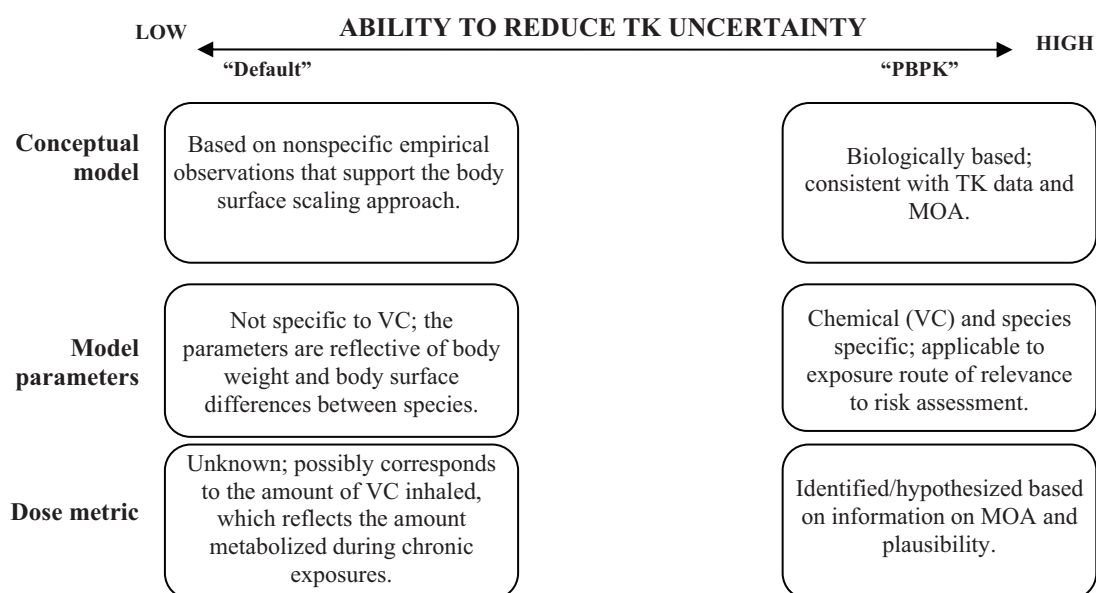 ABILITY TO REDUCE TK UNCERTAINTY
LOW
HIGH
“Default”
“PBPK”
Conceptual
model
Based on nonspecific empirical
observations that support the body
surface scaling approach.
Biologically based;
consistent with TK data and
MOA.
Model
parameters
Not specific to VC; the
parameters are reflective of body
weight and body surface
differences between species.
Chemical (VC) and species
specific; applicable to
exposure route of relevance
to risk assessment.
Dose metric
Unknown; possibly corresponds
to the amount of VC inhaled,
which reflects the amount
metabolized during chronic
exposures.
Identified/hypothesized based
on information on MOA and
plausibility.